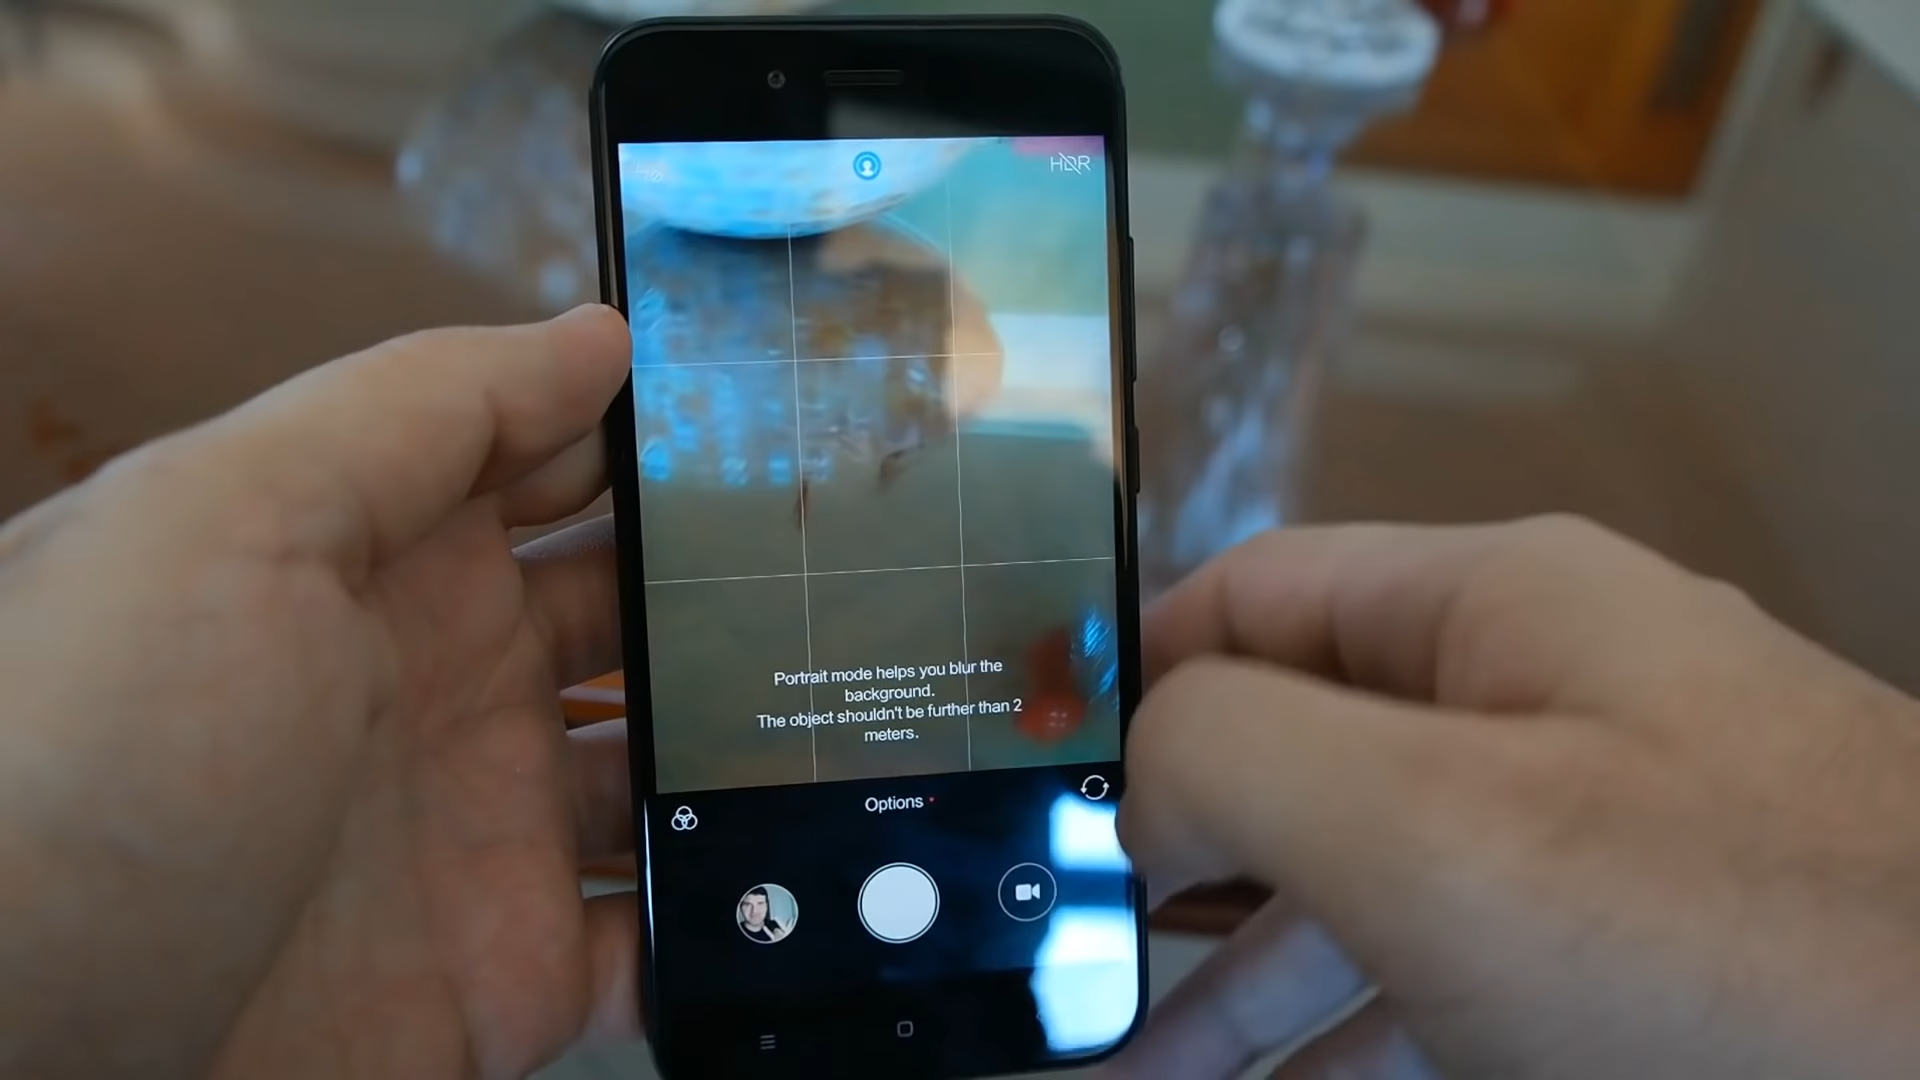 HDR
Portrait mode helps you blur the
background.
The object shouldn't be further than 2
meters.
Options